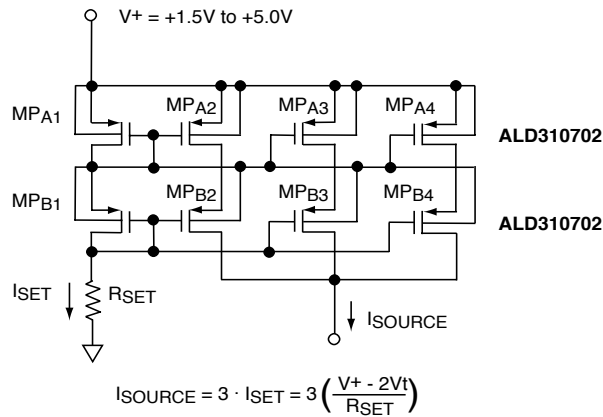 V+ = +1.5V to +5.0V
MPA1
MPA2
MPA3
MPA4
ALD310702
MPB1
MPB2
MPB3
MPB4
ALD310702
ISET
RSET
ISOURCE
ISOURCE = 3 · ISET = 3 (V+ - 2Vt / RSET)